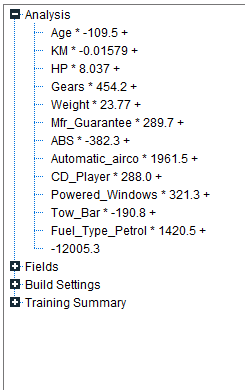 Analysis
Age * -109.5 +
KM * -0.01579 +
HP * 8.037 +
Gears * 454.2 +
Weight * 23.77 +
Mfr_Guarantee * 289.7 +
ABS * -382.3 +
Automatic_airco * 1961.5 +
CD_Player * 288.0 +
Powered_Windows * 321.3 +
Tow_Bar * -190.8 +
Fuel_Type_Petrol * 1420.5 +
-12005.3
Fields
Build Settings
Training Summary